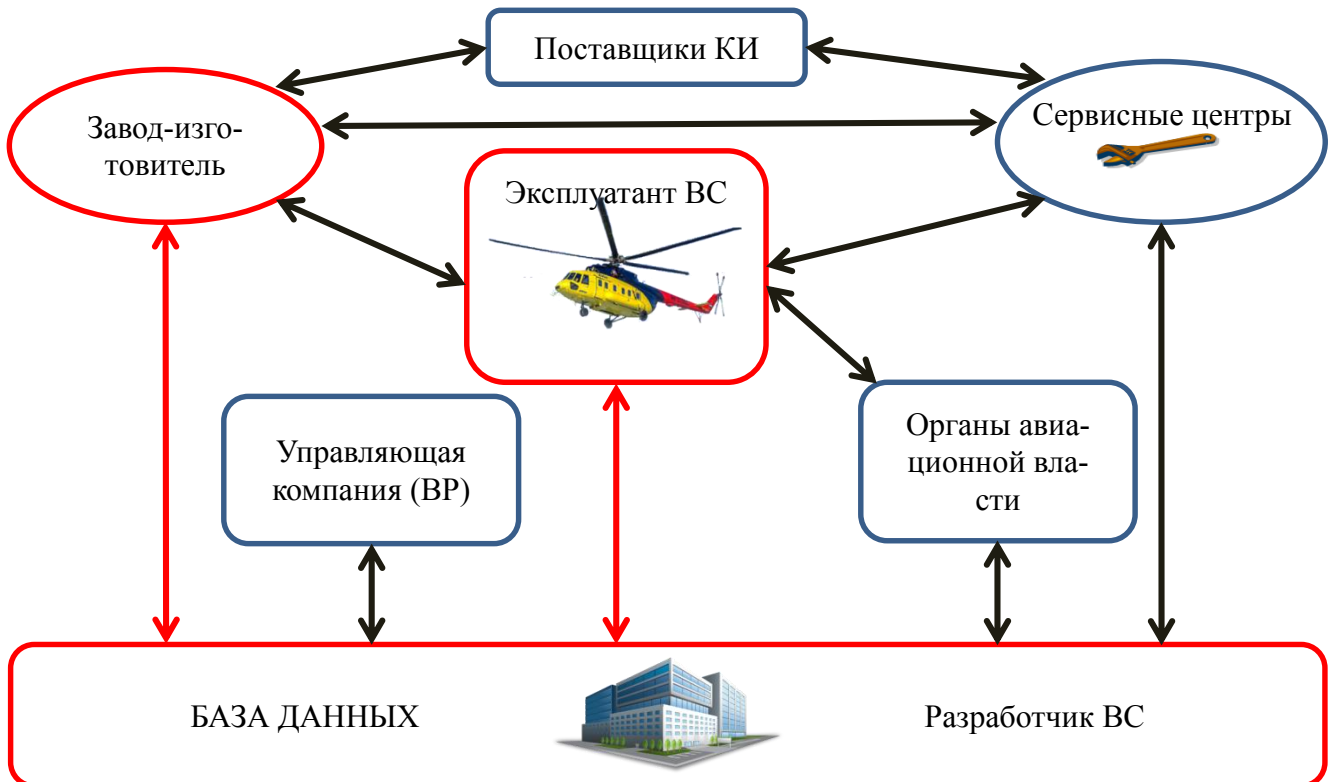 Поставщики КИ
Завод-изго-
товитель
Сервисные центры
Эксплуатант ВС
Управляющая
компания (ВР)
Органы авиа-
ционной вла-
сти
БАЗА ДАННЫХ
Разработчик ВС